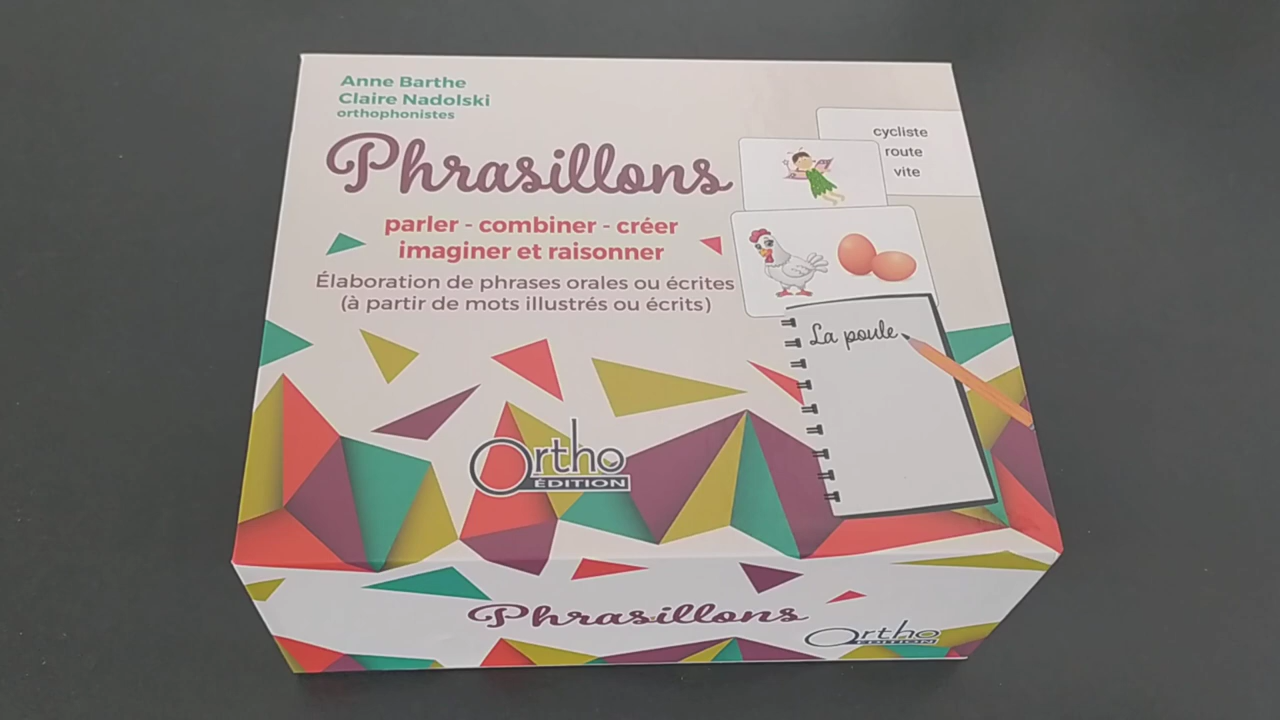 Anne Barthe
Claire Nadolski
orthophonistes
Phrasillons
parler - combiner - créer
imaginer et raisonner
Élaboration de phrases orales ou écrites
(à partir de mots illustrés ou écrits)
cycliste
route
vite
La poule
Ortho
ÉDITION
Phrasillons
Ortho
ÉDITION